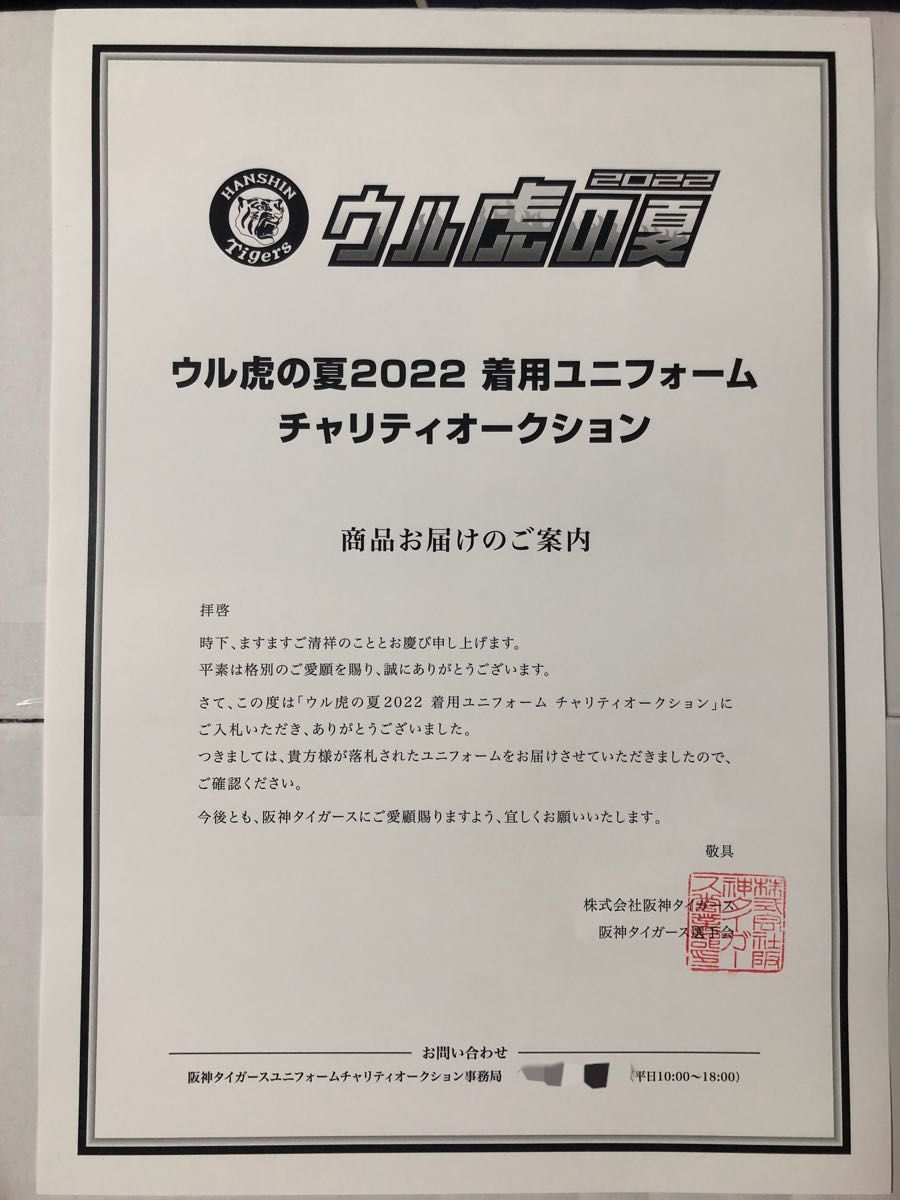 HANSHIN
Tigers
2022
ウル虎の夏
ウル虎の夏2022 着用ユニフォーム
チャリティオークション
商品お届けのご案内
拝啓
時下、ますますご清祥のこととお慶び申し上げます。
平素は格別のご愛願を賜り、誠にありがとうございます。
さて、この度は「ウル虎の夏2022 着用ユニフォーム チャリティオークション」に
ご入札いただき、ありがとうございました。
つきましては、貴方様が落札されたユニフォームをお届けさせていただきましたので、
ご確認ください。
今後とも、阪神タイガースにご愛顧賜りますよう、宜しくお願いいたします。
敬具
株式会社阪神タイガース
阪神タイガース選手会
株式会社阪
神タイガー
お問い合わせ
阪神タイガースユニフォームチャリティオークション事務局 (平日10:00〜18:00)